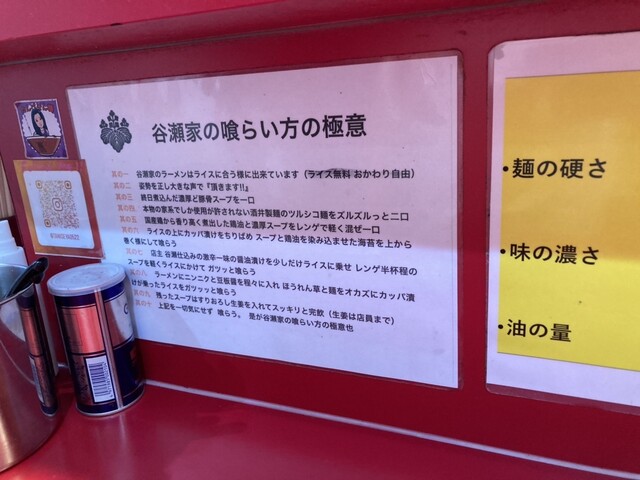 谷瀬家の喰らい方の極意
其の一 谷瀬家のラーメンはライスに合う様に出来ています(ライス無料 おかわり自由)
其の二 姿勢を正し大きな声で『頂きます!!』
其の三 終日煮込んだ濃厚と豚骨スープを一口
其の四 本物の家系でしか使用が許されない酒井製麺のツルシコ麺をズルズルっと二口
其の五 国産鶏から香り高く煮出した鶏油と濃厚スープをレンゲで軽く混ぜ一口
其の六 ライスの上にカッパ漬けをちりばめ スープと鶏油を染み込ませた海苔を上から
巻く様にして喰らう
其の七 店主 谷瀬仕込みの激辛一味の醤油漬けを少しだけライスに乗せ レンゲ半杯程の
スープを軽くライスにかけて ガツッと喰らう
其の八 ラーメンにニンニクと豆板醤を程々に入れ ほうれん草と麺をオカズにカッパ漬
けが乗ったライスをガツッッと喰らう
其の九 残ったスープはすりおろし生姜を入れてスッキリと完飲(生姜は店員まで)
其の十 上記を一切気にせず 喰らう。 是が谷瀬家の喰らい方の極意也
・麺の硬さ
・味の濃さ
・油の量